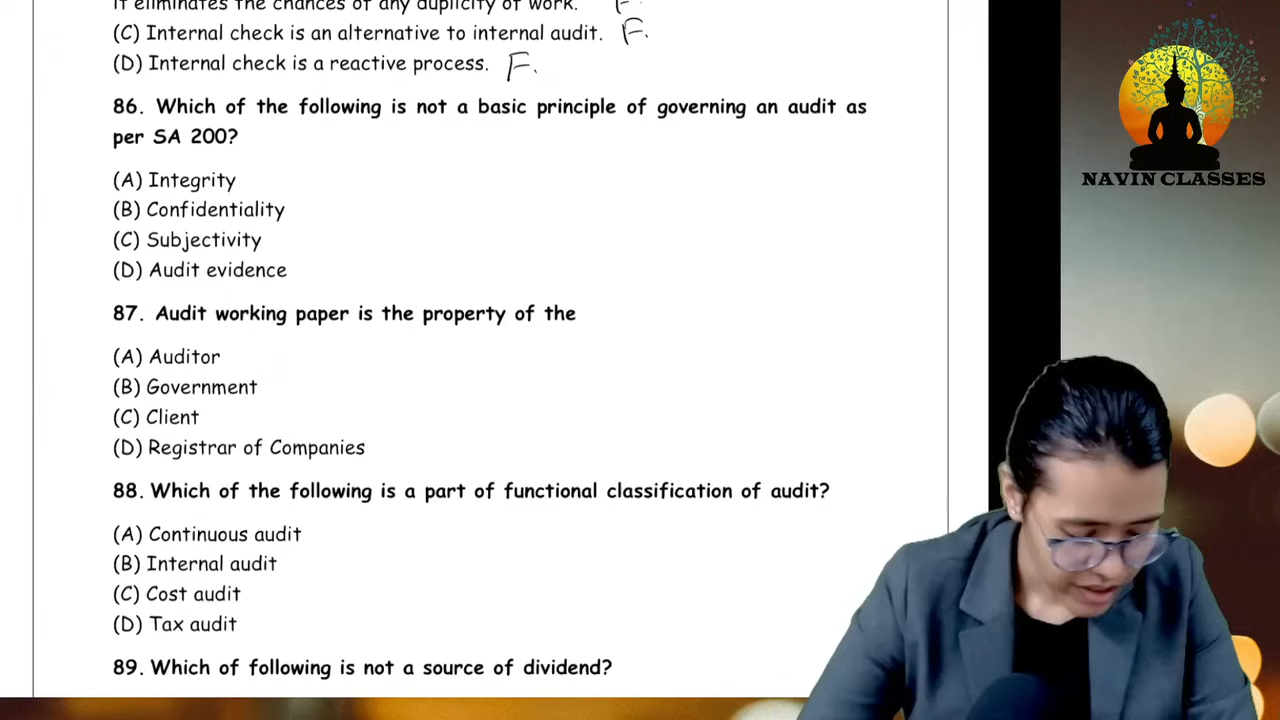 it eliminates the chances of any duplicity of work. F.
(C) Internal check is an alternative to internal audit. F.
(D) Internal check is a reactive process. F.
86. Which of the following is not a basic principle of governing an audit as
per SA 200?
(A) Integrity
(B) Confidentiality
(C) Subjectivity
(D) Audit evidence
87. Audit working paper is the property of the
(A) Auditor
(B) Government
(C) Client
(D) Registrar of Companies
88. Which of the following is a part of functional classification of audit?
(A) Continuous audit
(B) Internal audit
(C) Cost audit
(D) Tax audit
89. Which of following is not a source of dividend?
NAVIN CLASSES